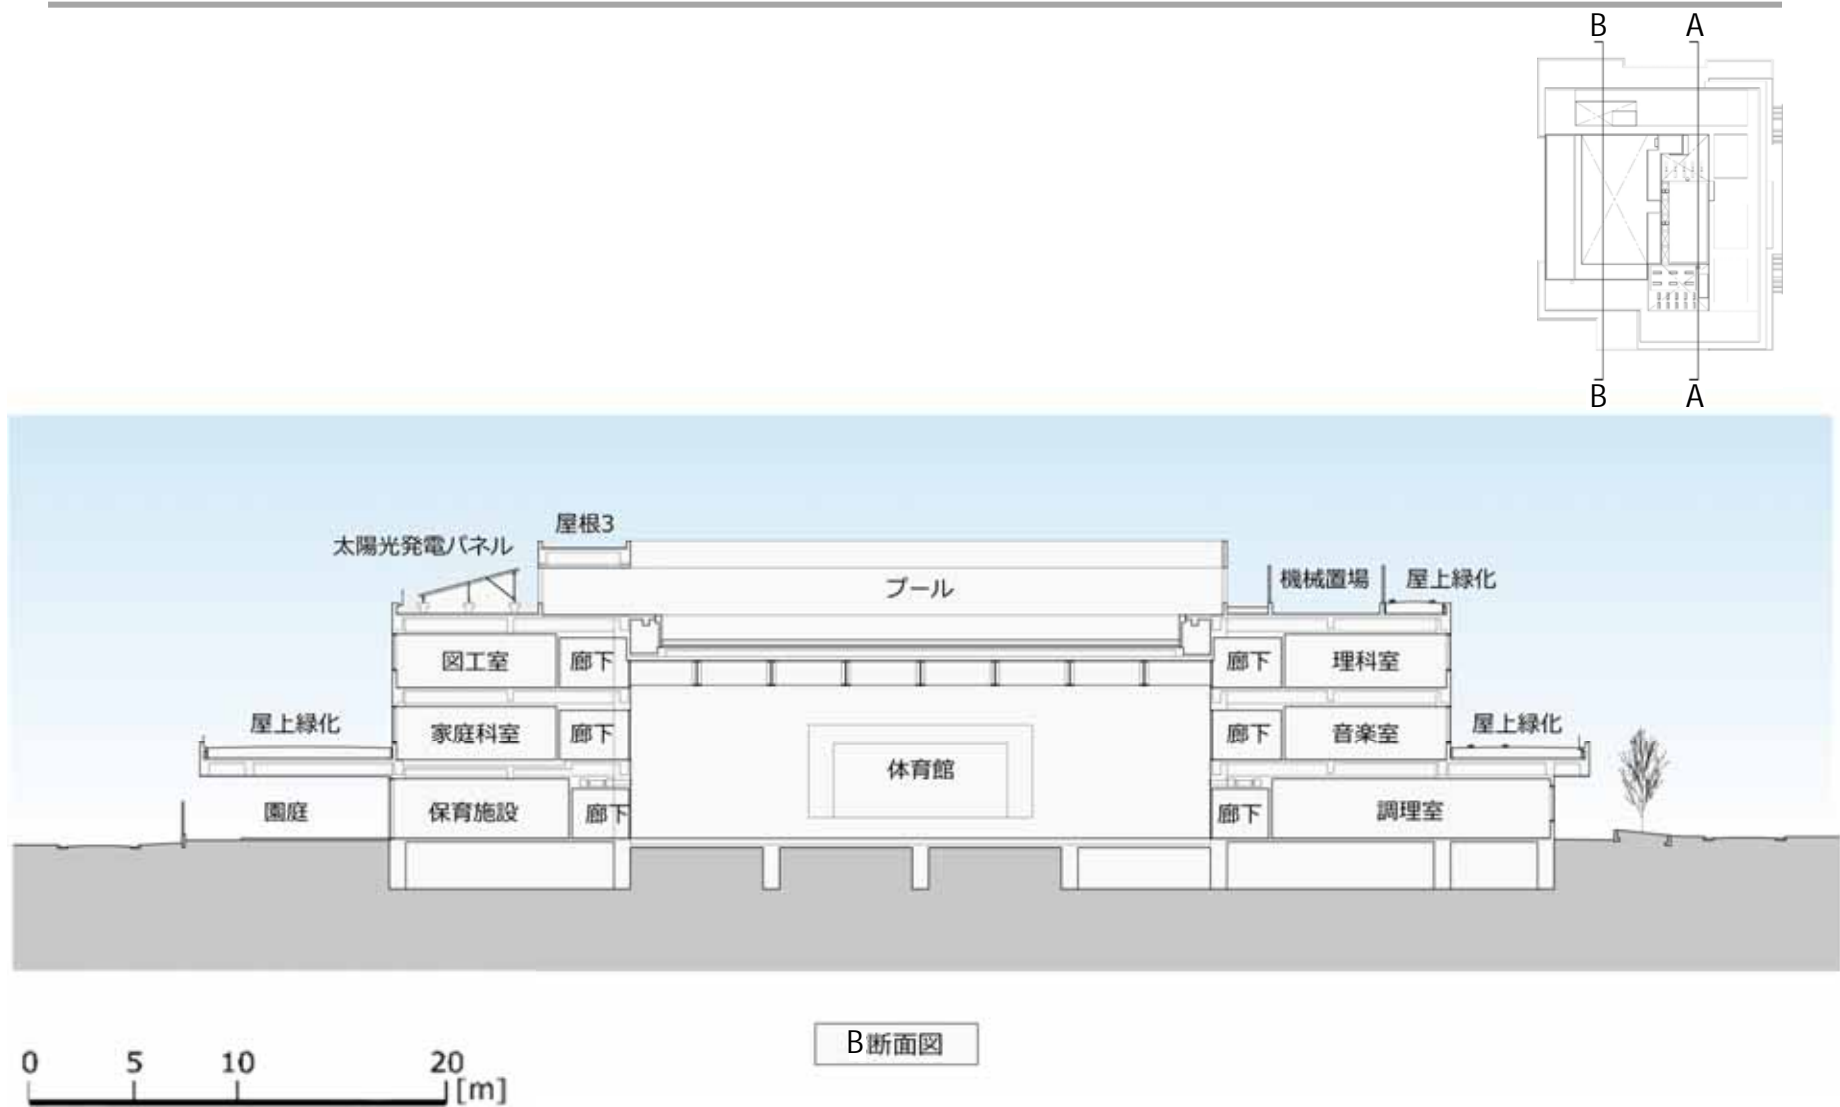 B A
B A
屋根3
太陽光発電パネル
プール
機械置場 屋上緑化
図工室 廊下 廊下 理科室
屋上緑化 家庭科室 廊下 廊下 音楽室 屋上緑化
体育館
園庭 保育施設 廊下 廊下 調理室
B断面図
0 5 10 20 [m]